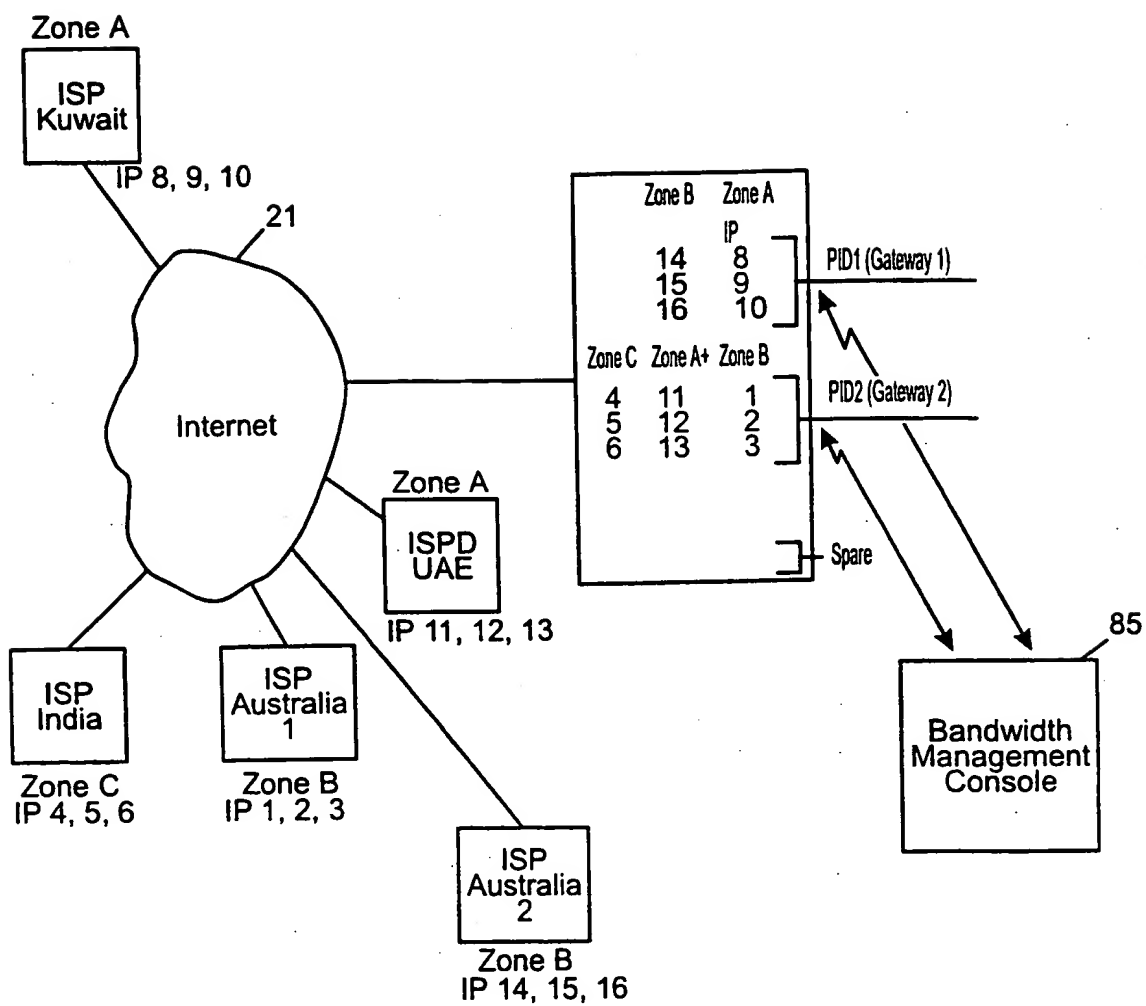 Zone A
ISP
Kuwait
IP 8, 9, 10
21
Internet
Zone B Zone A
IP
14 8
15 9
16 10
PID1 (Gateway 1)
Zone C Zone A+ Zone B
4 11 1
5 12 2
6 13 3
PID2 (Gateway 2)
Spare
Zone A
ISPD
UAE
IP 11, 12, 13
ISP
India
Zone C
IP 4, 5, 6
ISP
Australia
1
Zone B
IP 1, 2, 3
ISP
Australia
2
Zone B
IP 14, 15, 16
85
Bandwidth
Management
Console